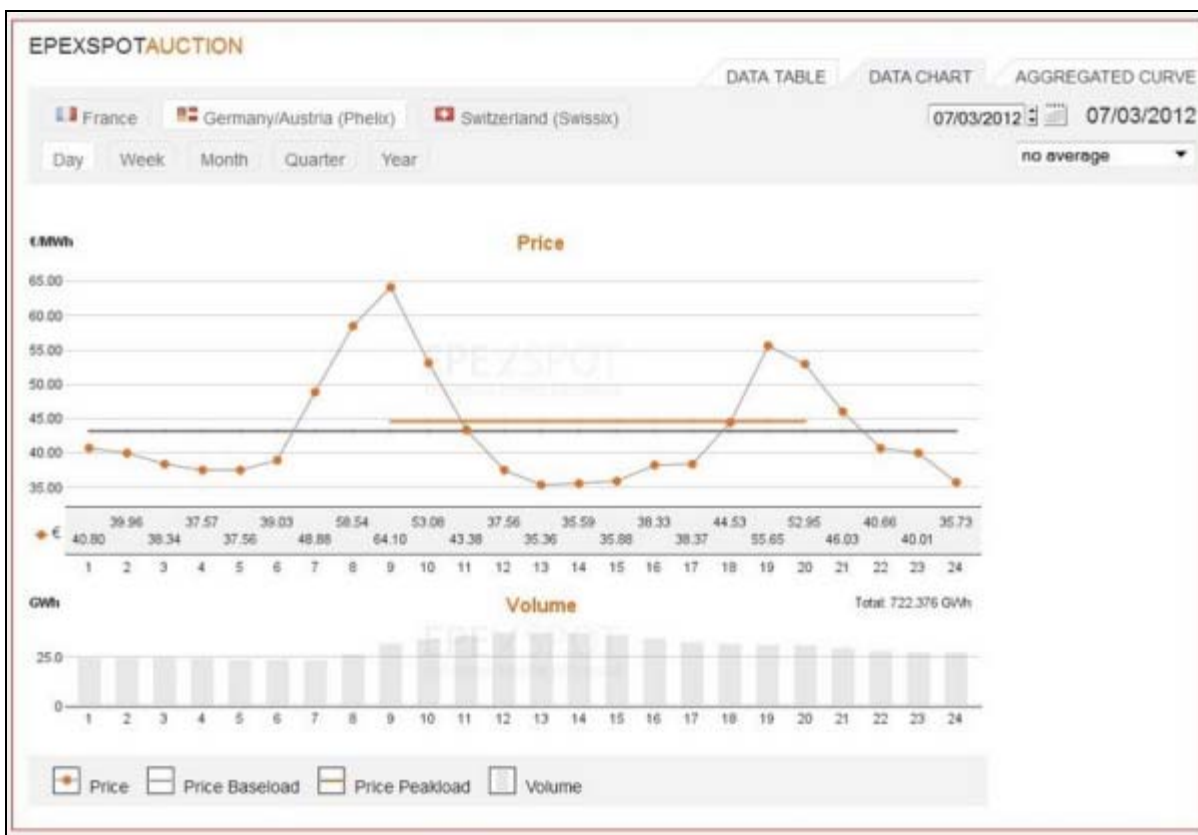 EPEXSPOTAUCTION
DATA TABLE DATA CHART AGGREGATED CURVE
France Germany/Austria (Phelix) Switzerland (Swissix) 07/03/2012 07/03/2012
Day Week Month Quarter Year no average
€/MWh Price
65.00
60.00
55.00
EPEXSPOT
50.00
45.00
40.00
35.00
39.96 37.57 39.03 58.54 53.08 37.56 35.59 38.33 44.53 52.95 40.66 35.73
€ 40.80 38.34 37.56 48.88 64.10 43.38 35.36 35.88 38.37 55.65 46.03 40.01
1 2 3 4 5 6 7 8 9 10 11 12 13 14 15 16 17 18 19 20 21 22 23 24
GWh Volume Total: 722.376 GWh
EPEXSPOT
25.0
0
1 2 3 4 5 6 7 8 9 10 11 12 13 14 15 16 17 18 19 20 21 22 23 24
Price Price Baseload Price Peakload Volume